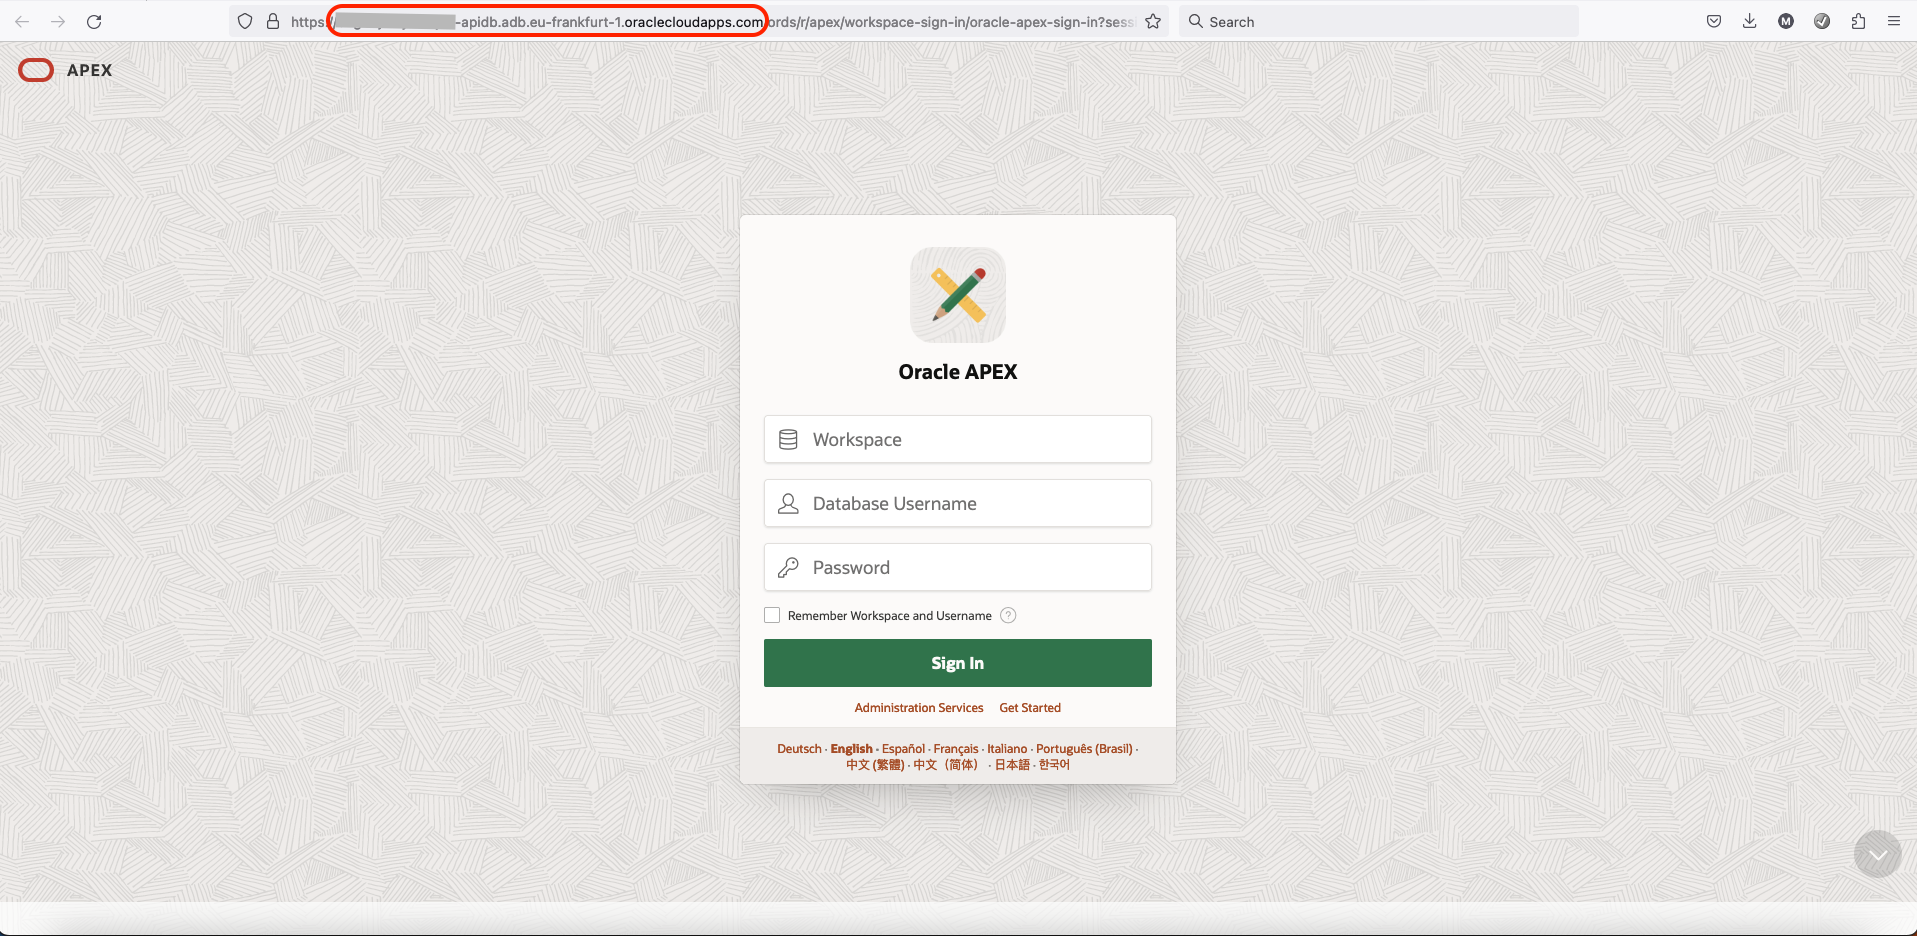 https:
-apidb.adb.eu-frankfurt-1.oraclecloudapps.com/ords/r/apex/workspace-sign-in/oracle-apex-sign-in?sess
Search
M
APEX
Oracle APEX
Workspace
Database Username
Password
Remember Workspace and Username ?
Sign In
Administration Services Get Started
Deutsch · English · Español · Français · Italiano · Português (Brasil) ·
中文 (繁體) · 中文（简体） · 日本語 · 한국어